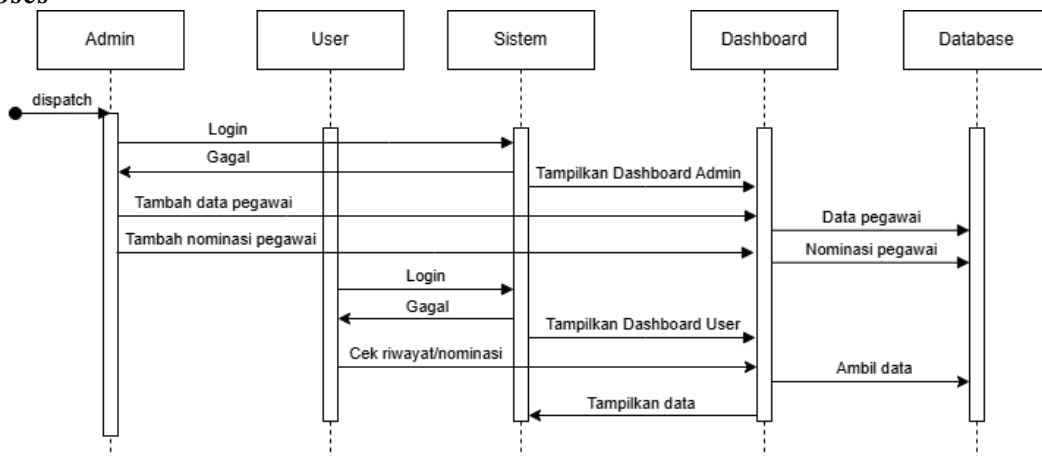 Admin
User
Sistem
Dashboard
Database
dispatch
Login
Gagal
Tampilkan Dashboard Admin
Tambah data pegawai
Data pegawai
Tambah nominasi pegawai
Nominasi pegawai
Login
Gagal
Tampilkan Dashboard User
Cek riwayat/nominasi
Ambil data
Tampilkan data